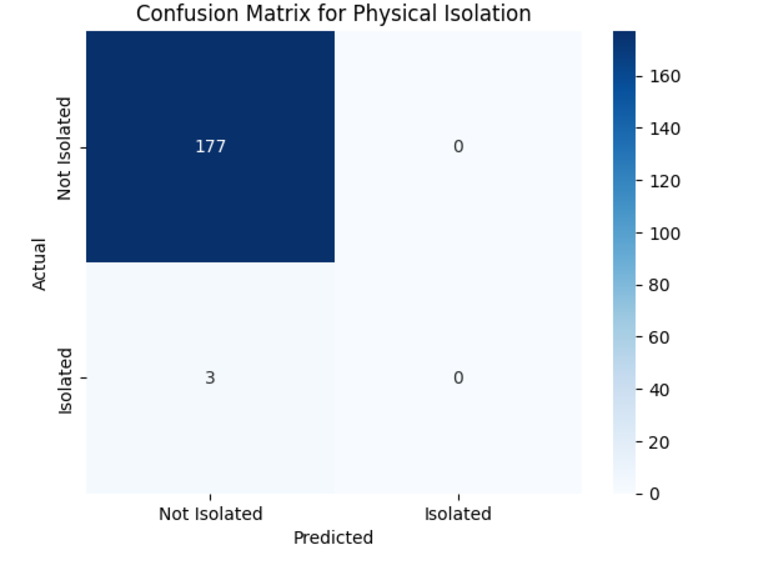 Confusion Matrix for Physical Isolation
Actual
Not Isolated
Isolated
177
0
3
0
Not Isolated
Isolated
Predicted
160
140
120
100
80
60
40
20
0